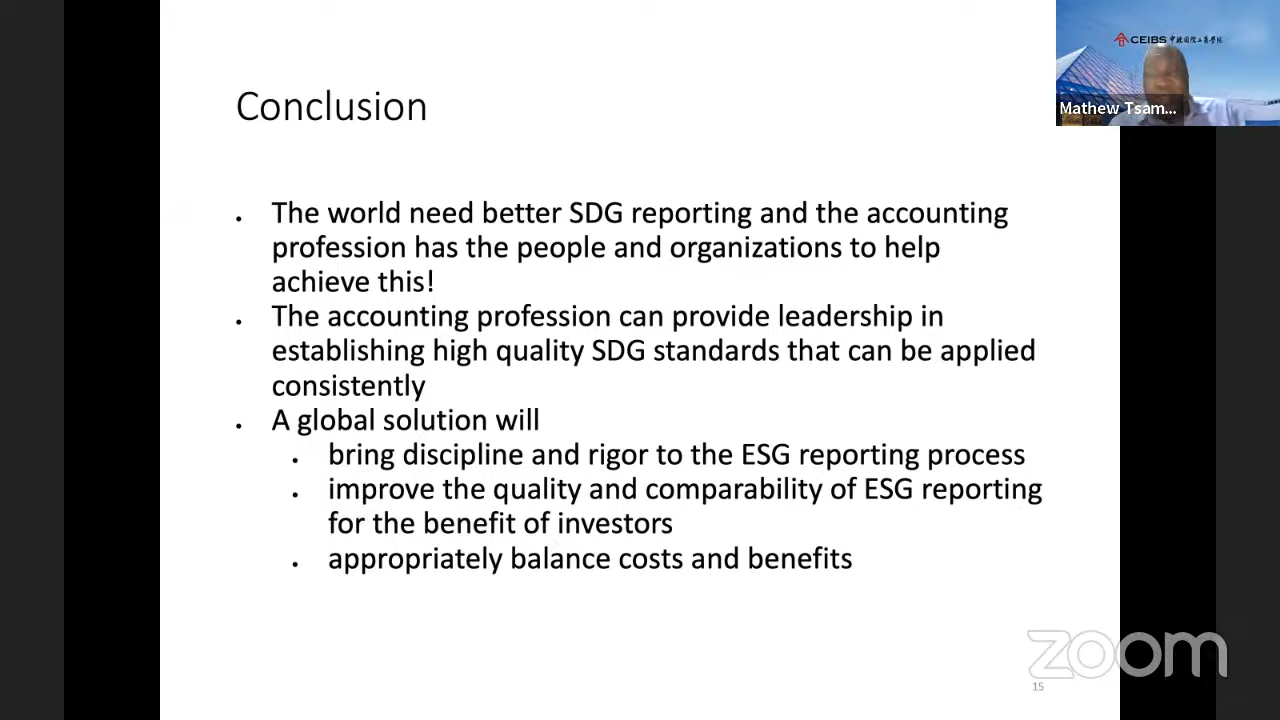 CEIBS 中欧国际工商学院
Mathew Tsam...
Conclusion
• The world need better SDG reporting and the accounting
profession has the people and organizations to help
achieve this!
• The accounting profession can provide leadership in
establishing high quality SDG standards that can be applied
consistently
• A global solution will
• bring discipline and rigor to the ESG reporting process
• improve the quality and comparability of ESG reporting
for the benefit of investors
• appropriately balance costs and benefits
zoom
15